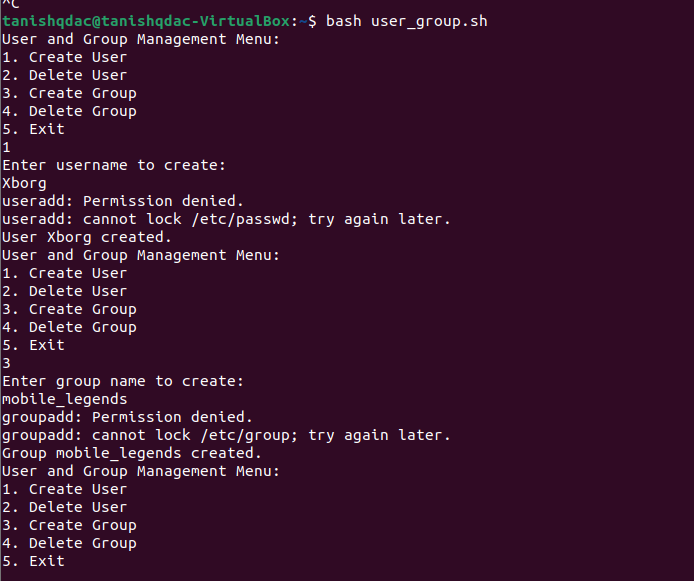 ^C
tanishqdac@tanishqdac-VirtualBox:~$ bash user_group.sh
User and Group Management Menu:
1. Create User
2. Delete User
3. Create Group
4. Delete Group
5. Exit
1
Enter username to create:
Xborg
useradd: Permission denied.
useradd: cannot lock /etc/passwd; try again later.
User Xborg created.
User and Group Management Menu:
1. Create User
2. Delete User
3. Create Group
4. Delete Group
5. Exit
3
Enter group name to create:
mobile_legends
groupadd: Permission denied.
groupadd: cannot lock /etc/group; try again later.
Group mobile_legends created.
User and Group Management Menu:
1. Create User
2. Delete User
3. Create Group
4. Delete Group
5. Exit